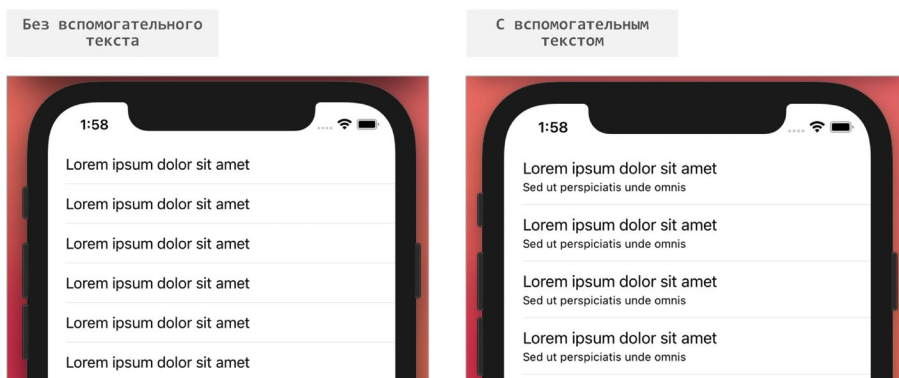 Без вспомогательного
текста
1:58
Lorem ipsum dolor sit amet
Lorem ipsum dolor sit amet
Lorem ipsum dolor sit amet
Lorem ipsum dolor sit amet
Lorem ipsum dolor sit amet
Lorem ipsum dolor sit amet
С вспомогательным
текстом
1:58
Lorem ipsum dolor sit amet
Sed ut perspiciatis unde omnis
Lorem ipsum dolor sit amet
Sed ut perspiciatis unde omnis
Lorem ipsum dolor sit amet
Sed ut perspiciatis unde omnis
Lorem ipsum dolor sit amet
Sed ut perspiciatis unde omnis